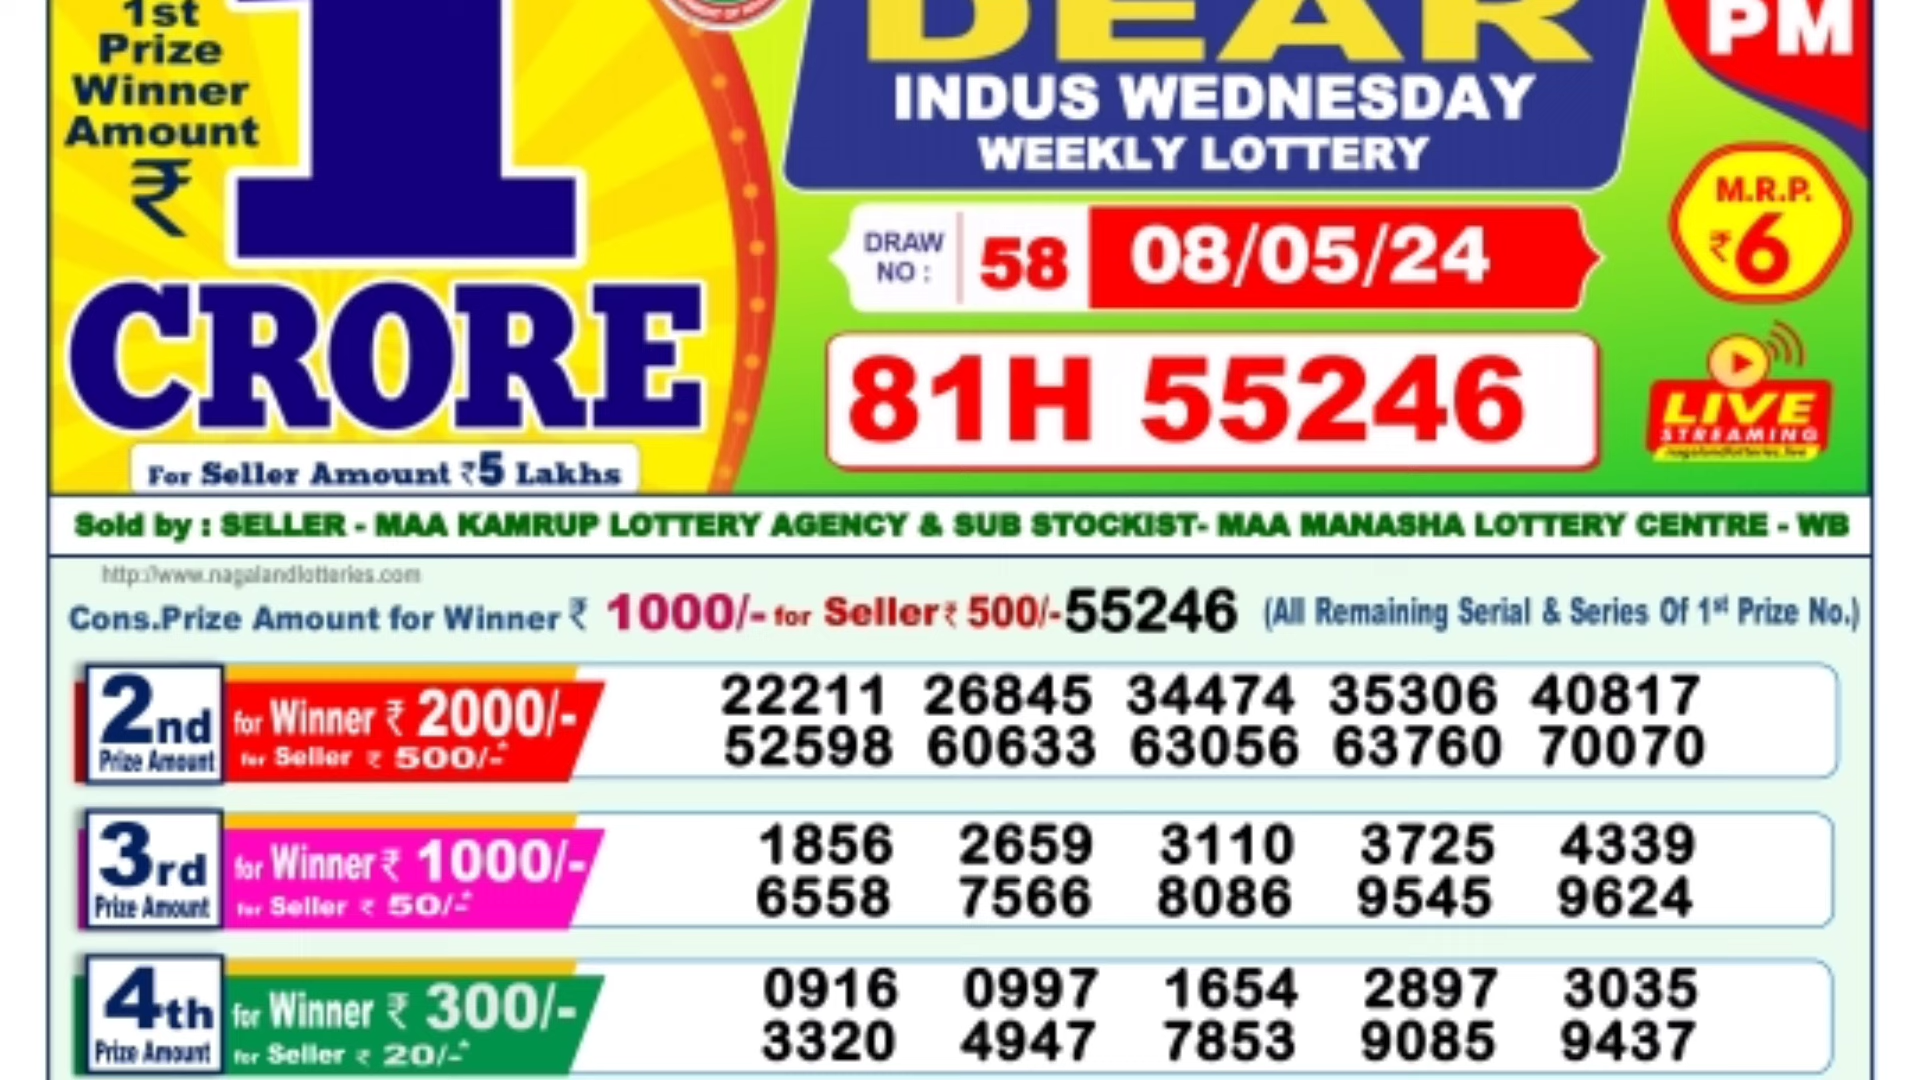 1st
Prize
Winner
Amount
₹
1
CRORE
For Seller Amount ₹5 Lakhs
DEAR
INDUS WEDNESDAY
WEEKLY LOTTERY
PM
DRAW
NO :
58
08/05/24
M.R.P.
₹6
81H 55246
LIVE
STREAMING
nagalandlotteries.live
Sold by : SELLER - MAA KAMRUP LOTTERY AGENCY & SUB STOCKIST- MAA MANASHA LOTTERY CENTRE - WB
http://www.nagalandlotteries.com
Cons.Prize Amount for Winner ₹ 1000/- for Seller ₹ 500/- 55246 (All Remaining Serial & Series Of 1st Prize No.)
2nd
Prize Amount
for Winner ₹ 2000/-
for Seller ₹ 500/-*
22211 26845 34474 35306 40817
52598 60633 63056 63760 70070
3rd
Prize Amount
for Winner ₹ 1000/-
for Seller ₹ 50/-*
1856 2659 3110 3725 4339
6558 7566 8086 9545 9624
4th
Prize Amount
for Winner ₹ 300/-
for Seller ₹ 20/-*
0916 0997 1654 2897 3035
3320 4947 7853 9085 9437